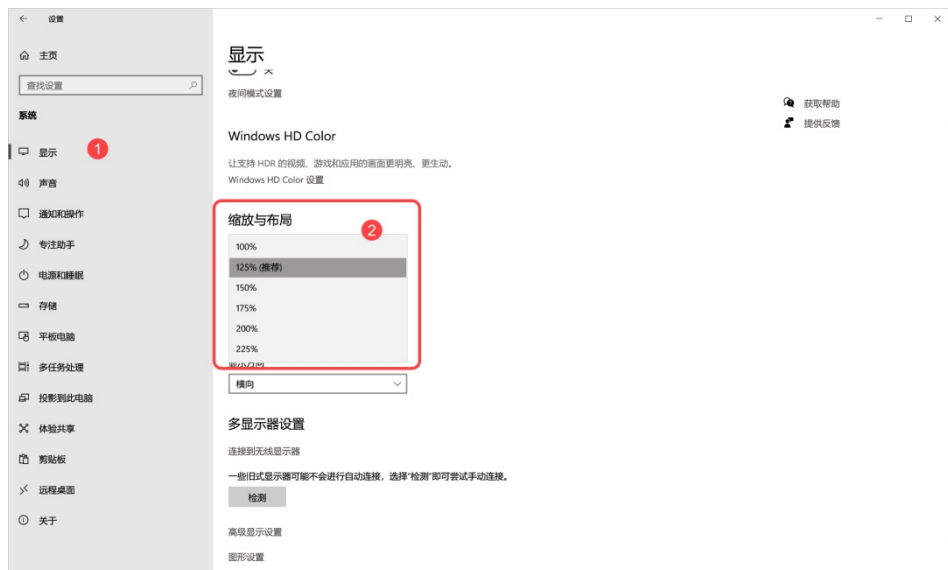 设置
主页
查找设置
系统
显示
1
声音
通知和操作
专注助手
电源和睡眠
存储
平板电脑
多任务处理
投影到此电脑
体验共享
剪贴板
远程桌面
关于
显示
关
夜间模式设置
Windows HD Color
让支持 HDR 的视频、游戏和应用的画面更明亮、更生动。
Windows HD Color 设置
缩放与布局
2
100%
125% (推荐)
150%
175%
200%
225%
显示方向
横向
多显示器设置
连接到无线显示器
一些旧式显示器可能不会进行自动连接，选择“检测”即可尝试手动连接。
检测
高级显示设置
图形设置
获取帮助
提供反馈